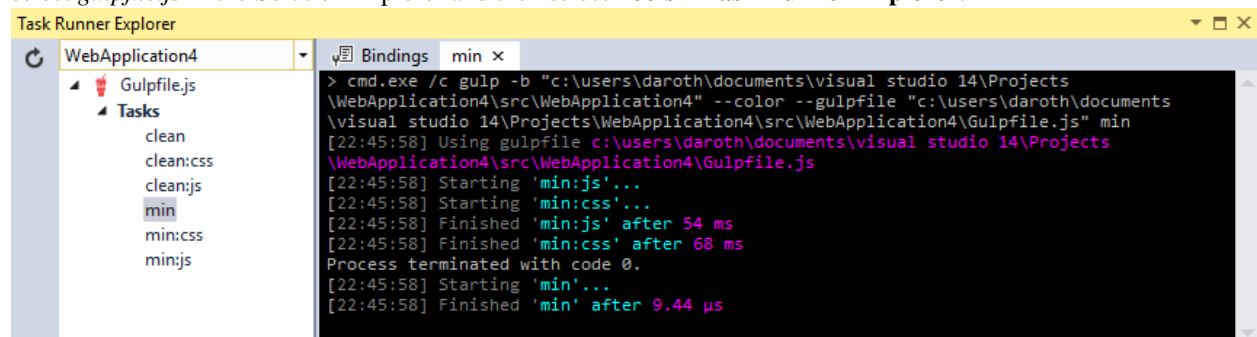 Task Runner Explorer
WebApplication4
Gulpfile.js
Tasks
clean
clean:css
clean:js
min
min:css
min:js
Bindings min
> cmd.exe /c gulp -b "c:\users\daroth\documents\visual studio 14\Projects
\WebApplication4\src\WebApplication4" --color --gulpfile "c:\users\daroth\documents
\visual studio 14\Projects\WebApplication4\src\WebApplication4\Gulpfile.js" min
[22:45:58] Using gulpfile c:\users\daroth\documents\visual studio 14\Projects
\WebApplication4\src\WebApplication4\Gulpfile.js
[22:45:58] Starting 'min:js'...
[22:45:58] Starting 'min:css'...
[22:45:58] Finished 'min:js' after 54 ms
[22:45:58] Finished 'min:css' after 68 ms
Process terminated with code 0.
[22:45:58] Starting 'min'...
[22:45:58] Finished 'min' after 9.44 μs